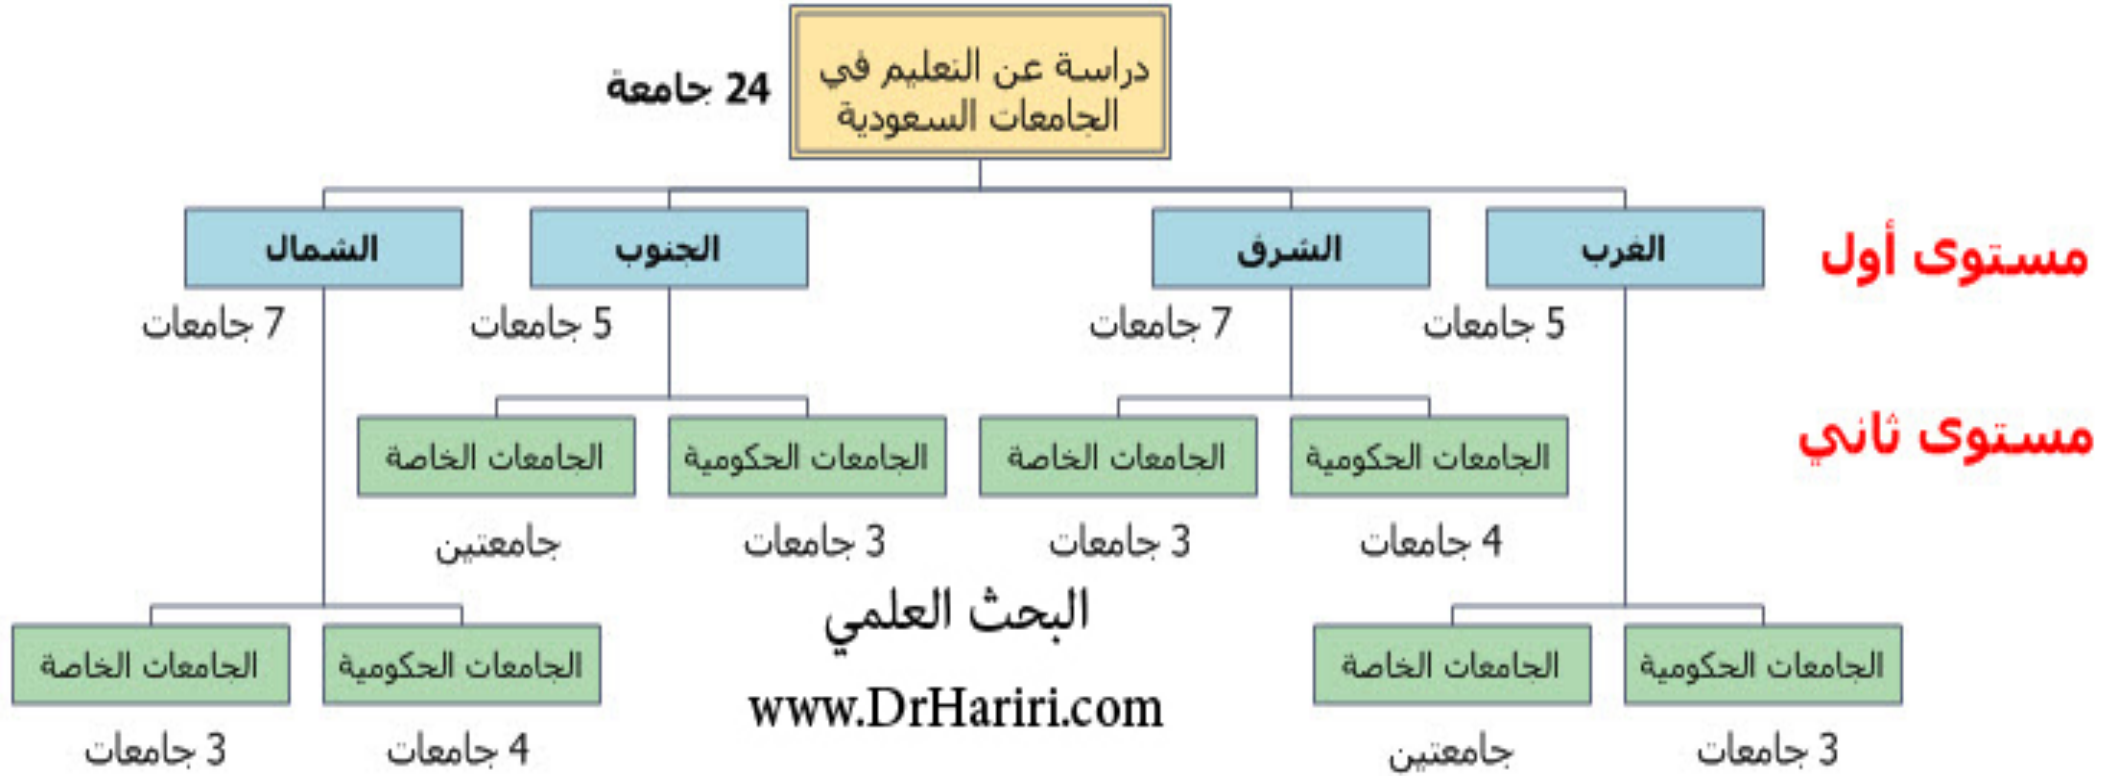 دراسة عن التعليم في
الجامعات السعودية
24 جامعة
مستوى أول
الغرب
الشرق
الجنوب
الشمال
5 جامعات
7 جامعات
5 جامعات
7 جامعات
مستوى ثاني
الجامعات الحكومية
الجامعات الخاصة
الجامعات الحكومية
الجامعات الخاصة
4 جامعات
3 جامعات
3 جامعات
جامعتين
البحث العلمي
الجامعات الحكومية
الجامعات الخاصة
الجامعات الحكومية
الجامعات الخاصة
www.DrHariri.com
3 جامعات
جامعتين
4 جامعات
3 جامعات